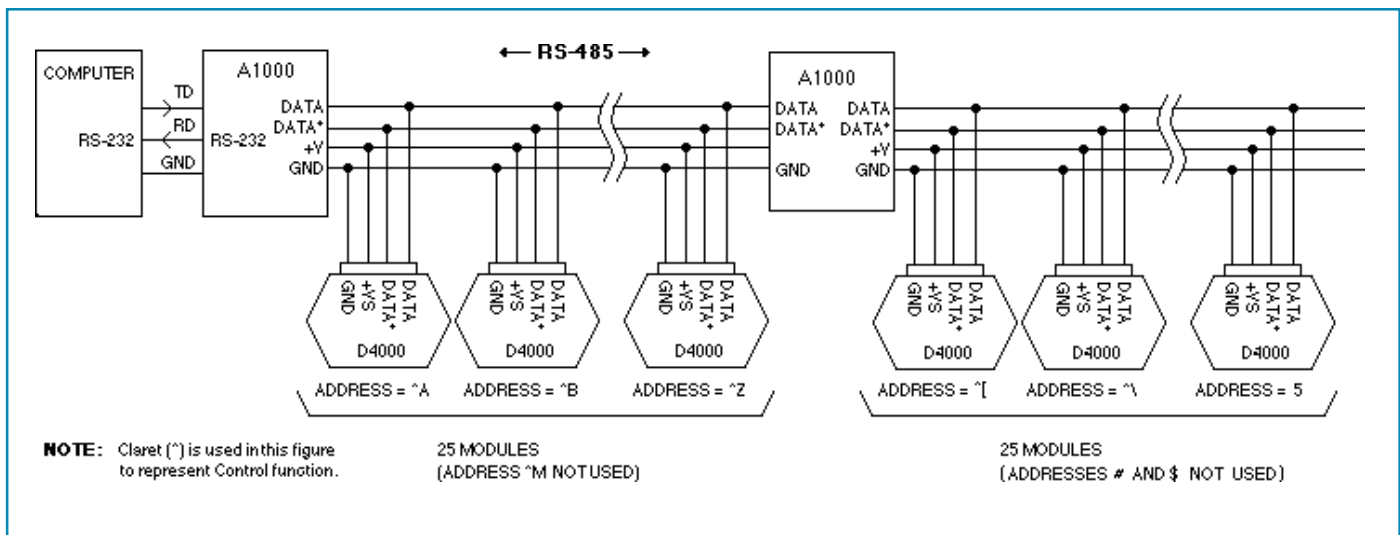 ← RS-485 →
COMPUTER
TD
RD
RS-232
GND
A1000
RS-232
DATA
DATA*
+V
GND
A1000
DATA
DATA*
GND
DATA
DATA*
+V
GND
GND
+VS
DATA*
DATA
D4000
ADDRESS = ^A
GND
+VS
DATA*
DATA
D4000
ADDRESS = ^B
GND
+VS
DATA*
DATA
D4000
ADDRESS = ^Z
GND
+VS
DATA*
DATA
D4000
ADDRESS = ^[
GND
+VS
DATA*
DATA
D4000
ADDRESS = ^\
GND
+VS
DATA*
DATA
D4000
ADDRESS = 5
NOTE: Claret (^) is used in this figure
to represent Control function.
25 MODULES
(ADDRESS ^M NOT USED)
25 MODULES
(ADDRESSES # AND $ NOT USED)